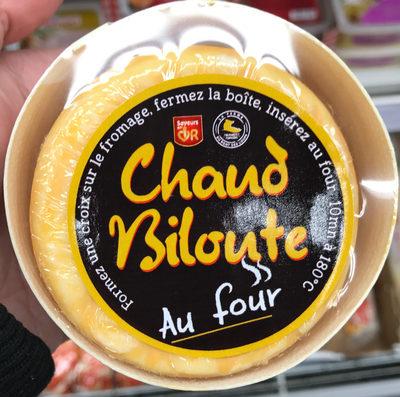 Formez une croix sur le fromage, fermez la boîte, insérez au four 10mn à 180°C
Saveurs
OR
Chaud
Biloute
Au four